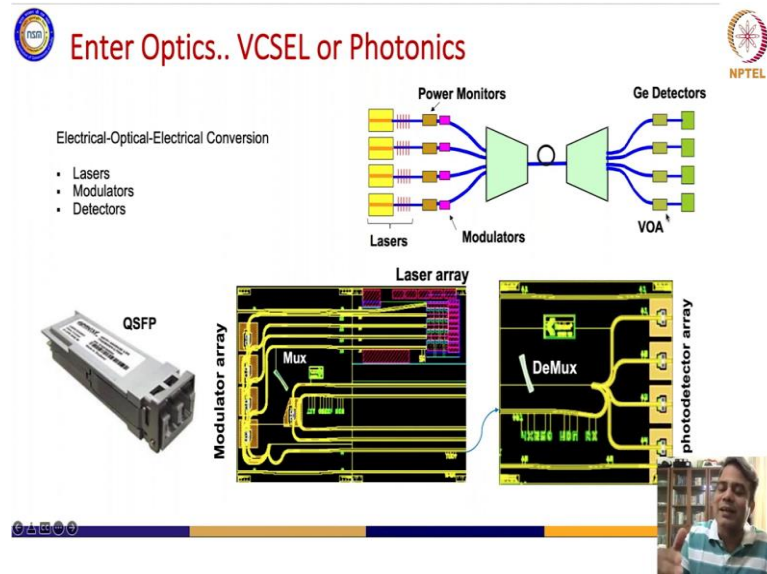 nsm
Enter Optics.. VCSEL or Photonics
NPTEL
Electrical-Optical-Electrical Conversion
▪ Lasers
▪ Modulators
▪ Detectors
Power Monitors
Ge Detectors
Lasers
Modulators
VOA
QSFP
Laser array
Modulator array
Mux
DeMux
photodetector array